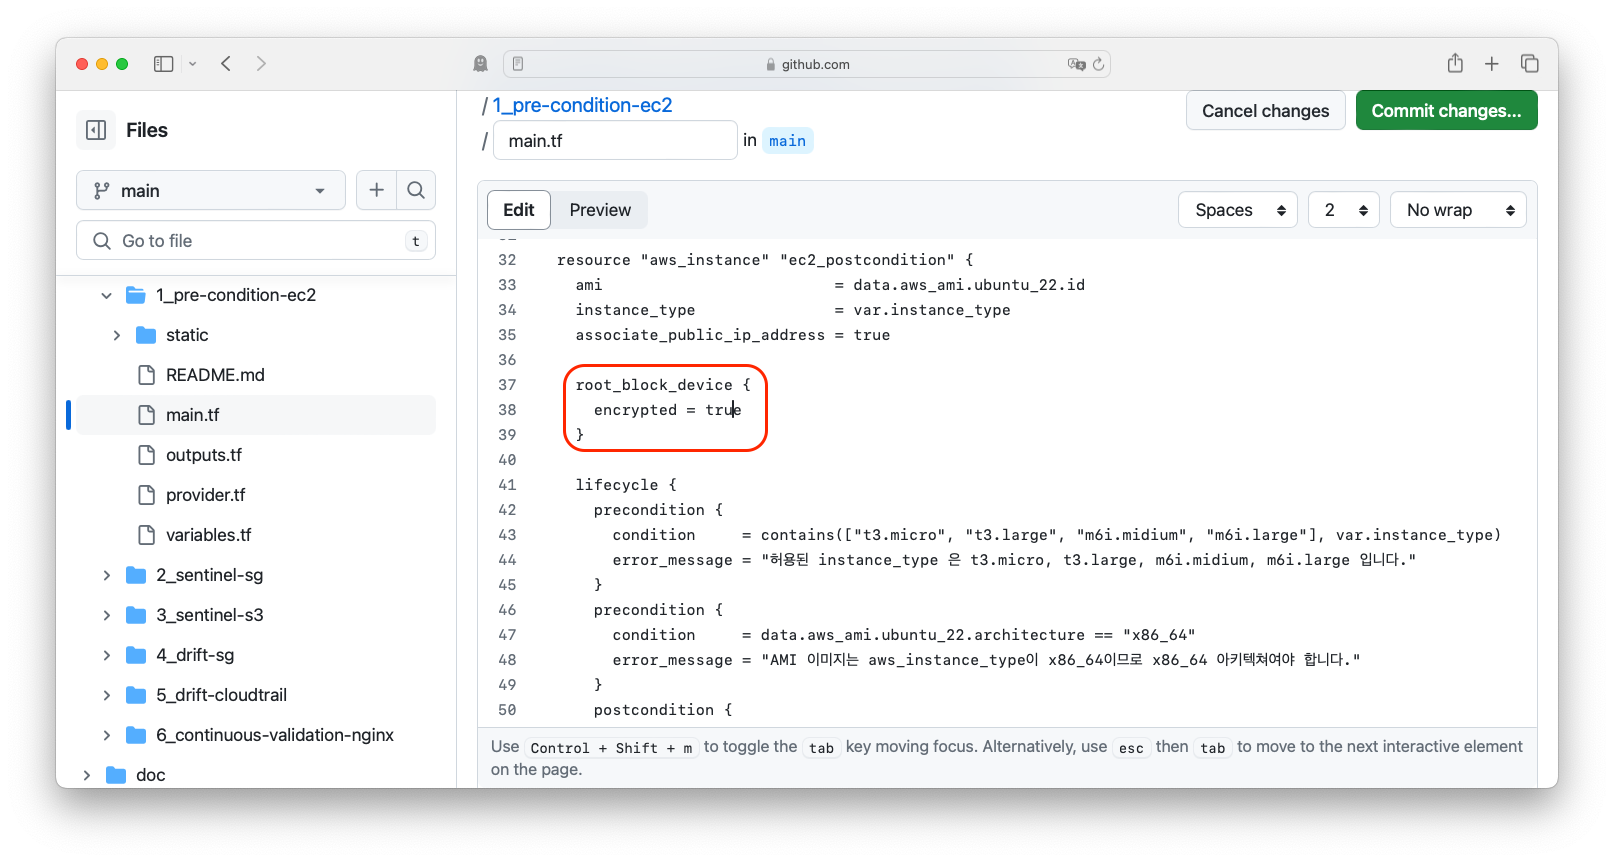 github.com
Files
main
Go to file
t
1_pre-condition-ec2
static
README.md
main.tf
outputs.tf
provider.tf
variables.tf
2_sentinel-sg
3_sentinel-s3
4_drift-sg
5_drift-cloudtrail
6_continuous-validation-nginx
doc
/ 1_pre-condition-ec2
/ main.tf in main
Cancel changes
Commit changes...
Edit Preview
Spaces 2 No wrap
32 resource "aws_instance" "ec2_postcondition" {
33 ami = data.aws_ami.ubuntu_22.id
34 instance_type = var.instance_type
35 associate_public_ip_address = true
36
37 root_block_device {
38 encrypted = true
39 }
40
41 lifecycle {
42 precondition {
43 condition = contains(["t3.micro", "t3.large", "m6i.midium", "m6i.large"], var.instance_type)
44 error_message = "허용된 instance_type 은 t3.micro, t3.large, m6i.midium, m6i.large 입니다."
45 }
46 precondition {
47 condition = data.aws_ami.ubuntu_22.architecture == "x86_64"
48 error_message = "AMI 이미지는 aws_instance_type이 x86_64이므로 x86_64 아키텍쳐여야 합니다."
49 }
50 postcondition {
Use Control + Shift + m to toggle the tab key moving focus. Alternatively, use esc then tab to move to the next interactive element
on the page.